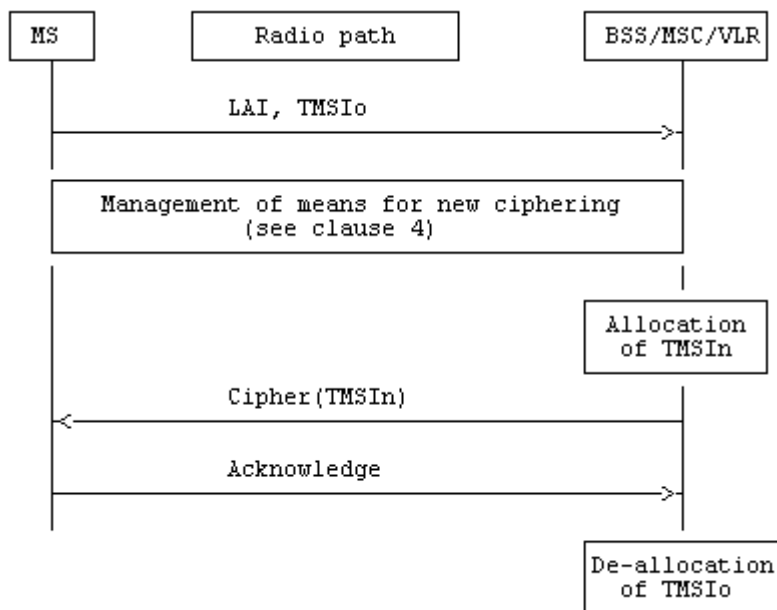 MS
Radio path
BSS/MSC/VLR
LAI, TMSIo
Management of means for new ciphering
(see clause 4)
Allocation
of TMSIn
Cipher(TMSIn)
Acknowledge
De-allocation
of TMSIo